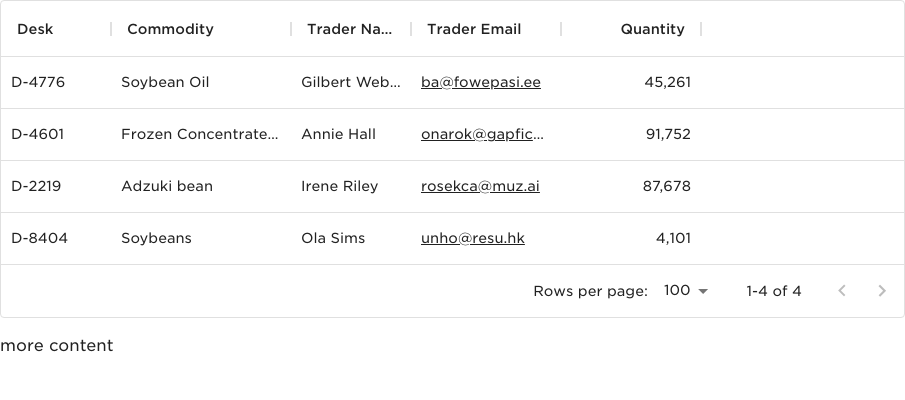 Desk Commodity Trader Na... Trader Email Quantity
D-4776 Soybean Oil Gilbert Web... ba@fowepasi.ee 45,261
D-4601 Frozen Concentrate... Annie Hall onarok@gapfic... 91,752
D-2219 Adzuki bean Irene Riley rosekca@muz.ai 87,678
D-8404 Soybeans Ola Sims unho@resu.hk 4,101
Rows per page: 100 1-4 of 4
more content